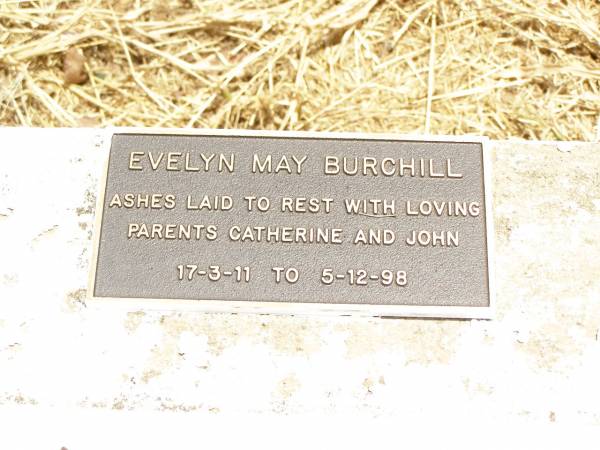 EVELYN MAY BURCHILL
ASHES LAID TO REST WITH LOVING
PARENTS CATHERINE AND JOHN
17-3-11 TO 5-12-98